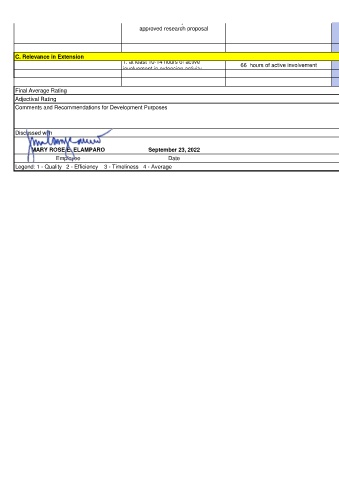 approved research proposal
C. Relevance in Extension
1. at least 10-14 hours of active
involvement in extension activity
66 hours of active involvement
Final Average Rating
Adjectival Rating
Comments and Recommendations for Development Purposes
Discussed with
MARY ROSE E. ELAMPARO September 23, 2022
Employee Date
Legend: 1 - Quality 2 - Efficiency 3 - Timeliness 4 - Average